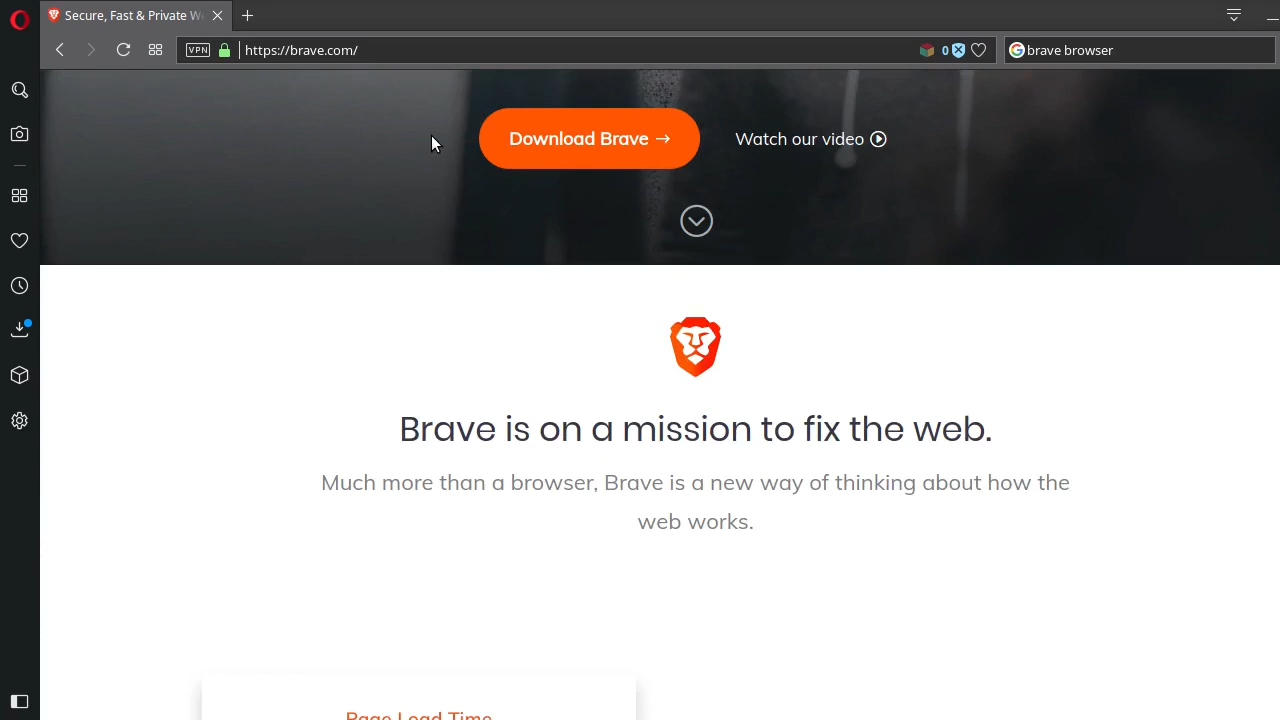 Secure, Fast & Private W
VPN
https://brave.com/
0
brave browser
Download Brave →
Watch our video
Brave is on a mission to fix the web.
Much more than a browser, Brave is a new way of thinking about how the
web works.
Page Load Time